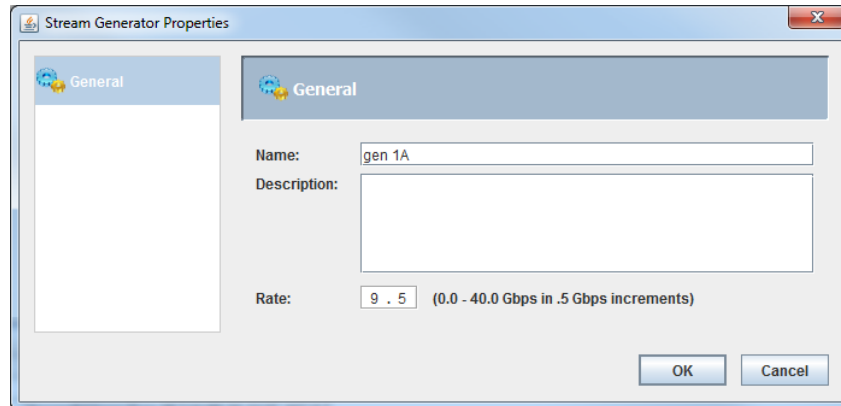 Stream Generator Properties
General
General
Name: gen 1A
Description:
Rate: 9 . 5 (0.0 - 40.0 Gbps in .5 Gbps increments)
OK Cancel